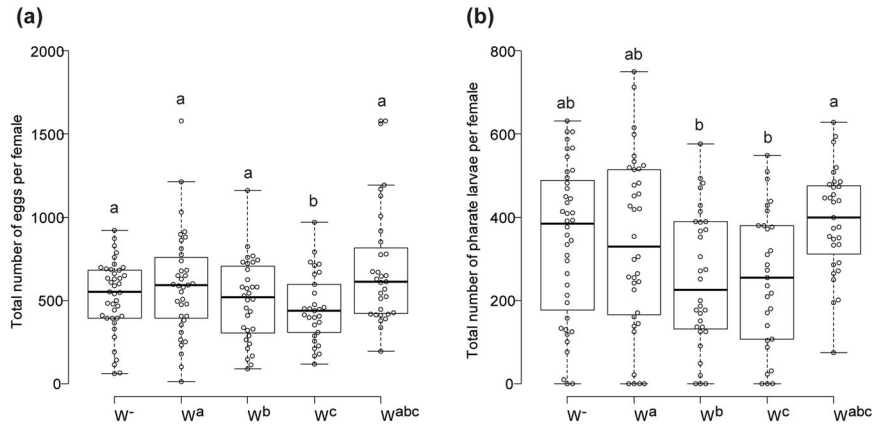 (a)
Total number of eggs per female
2000
1500
1000
500
0
a
a
a
b
a
W⁻
Wᵃ
Wᵇ
Wᶜ
Wᵃᵇᶜ
(b)
Total number of pharate larvae per female
800
600
400
200
0
ab
ab
b
b
a
W⁻
Wᵃ
Wᵇ
Wᶜ
Wᵃᵇᶜ